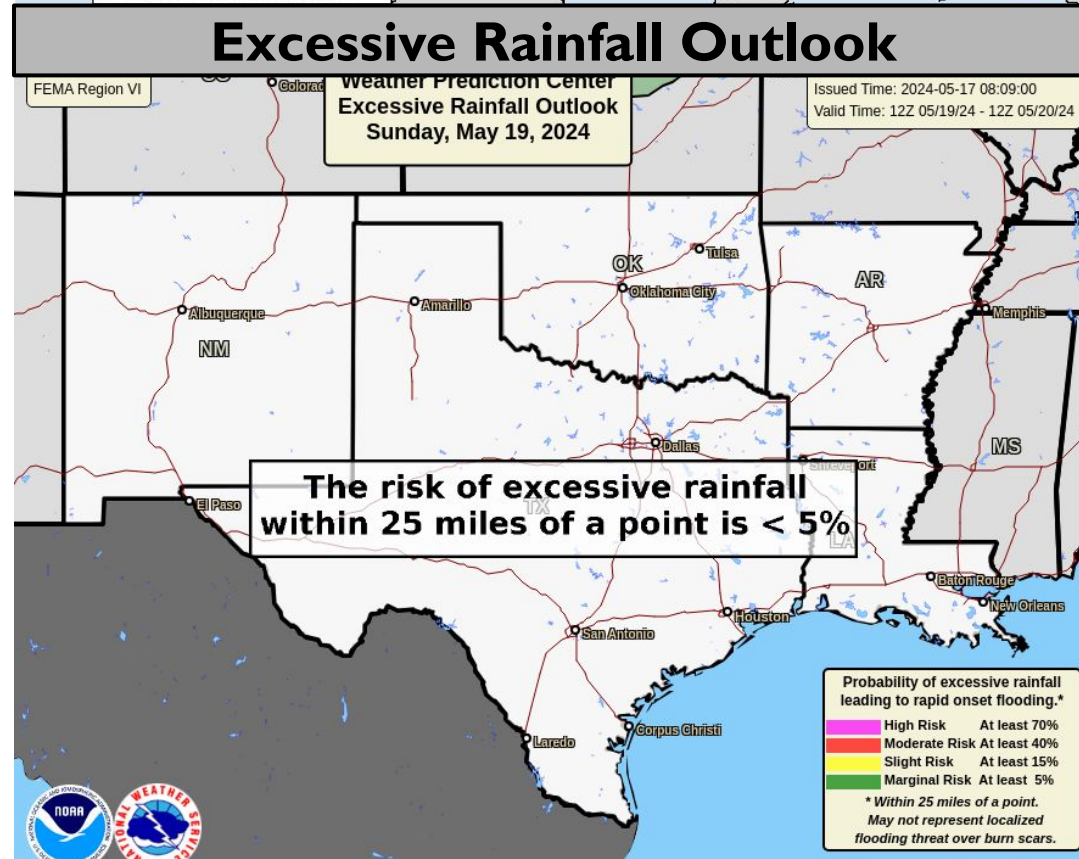 Excessive Rainfall Outlook
FEMA Region VI
Weather Prediction Center
Excessive Rainfall Outlook
Sunday, May 19, 2024
Issued Time: 2024-05-17 08:09:00
Valid Time: 12Z 05/19/24 - 12Z 05/20/24
Tulsa
OK
Oklahoma City
AR
Amarillo
Albuquerque
Memphis
NM
Dallas
MS
Shreveport
The risk of excessive rainfall
within 25 miles of a point is < 5%
TX
El Paso
LA
Baton Rouge
New Orleans
Houston
San Antonio
Corpus Christi
Laredo
Probability of excessive rainfall
leading to rapid onset flooding.*
High Risk At least 70%
Moderate Risk At least 40%
Slight Risk At least 15%
Marginal Risk At least 5%
* Within 25 miles of a point.
May not represent localized
flooding threat over burn scars.
NOAA
NATIONAL WEATHER SERVICE